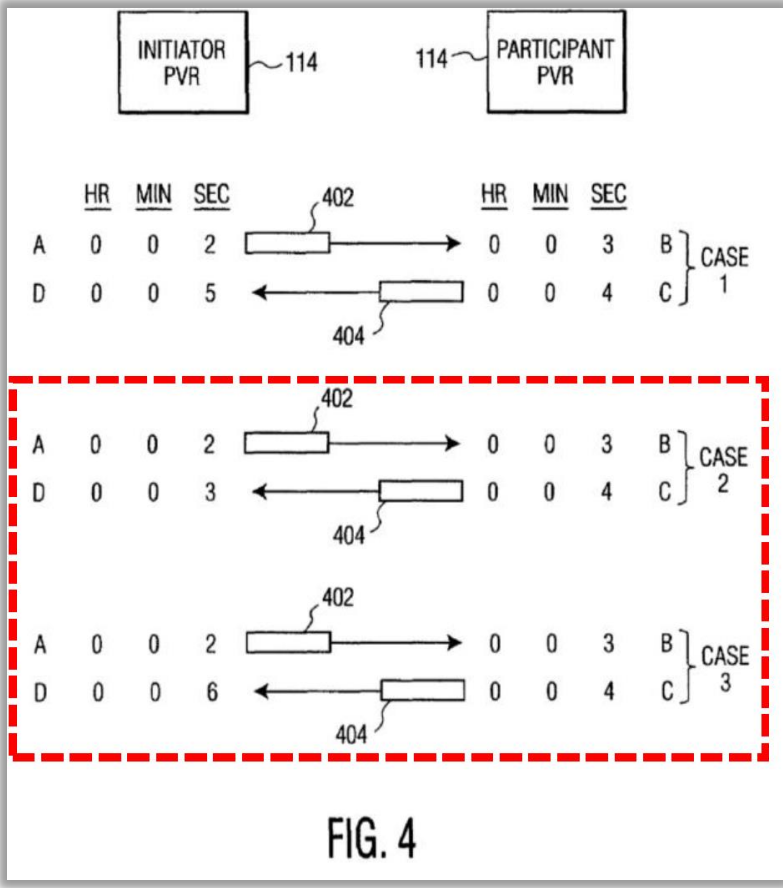 INITIATOR PVR 114
114 PARTICIPANT PVR
HR MIN SEC 402 HR MIN SEC
A 0 0 2 0 0 3 B
CASE 1
D 0 0 5 0 0 4 C
404
402
A 0 0 2 0 0 3 B
CASE 2
D 0 0 3 0 0 4 C
404
402
A 0 0 2 0 0 3 B
CASE 3
D 0 0 6 0 0 4 C
404
FIG. 4